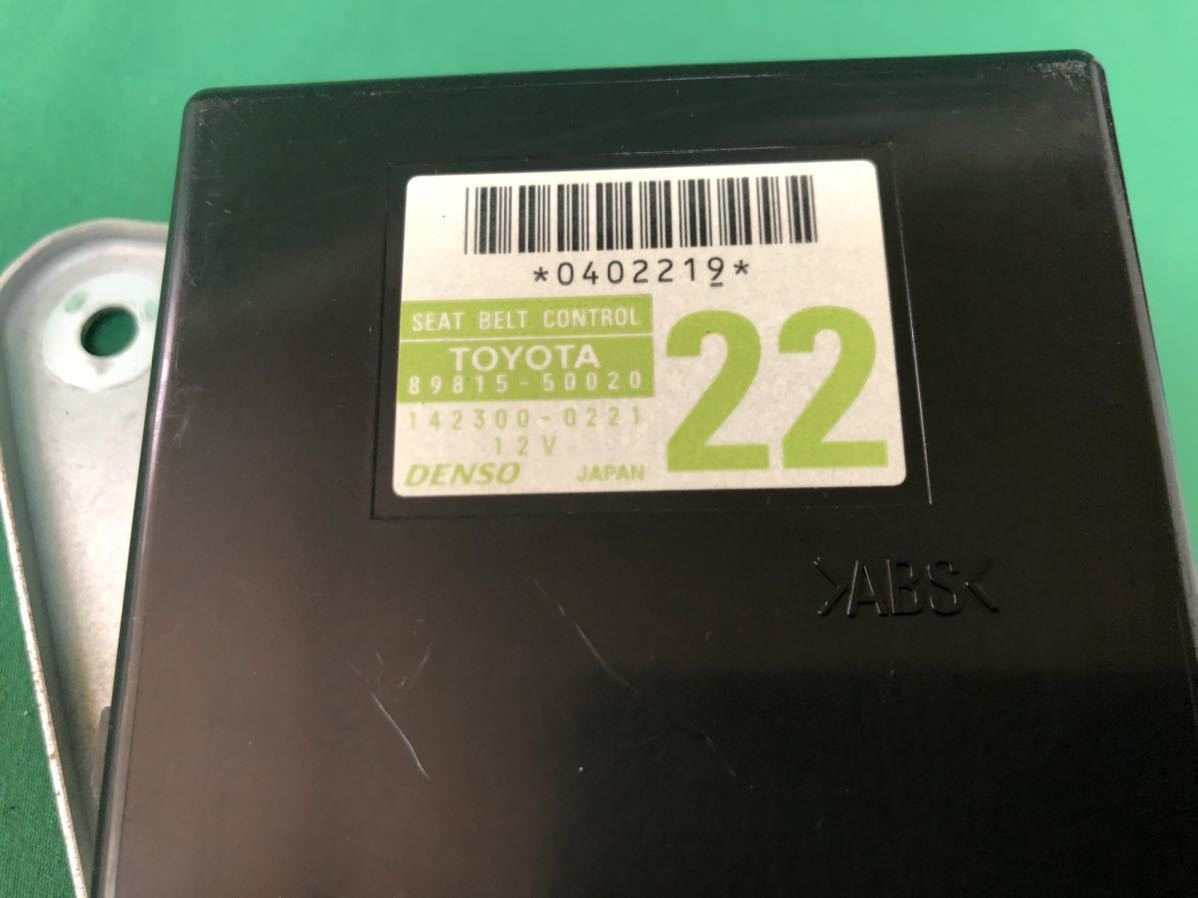 *0402219*
SEAT BELT CONTROL
TOYOTA
89815-50020
142300-0221
12V
DENSO JAPAN
22
>ABS<